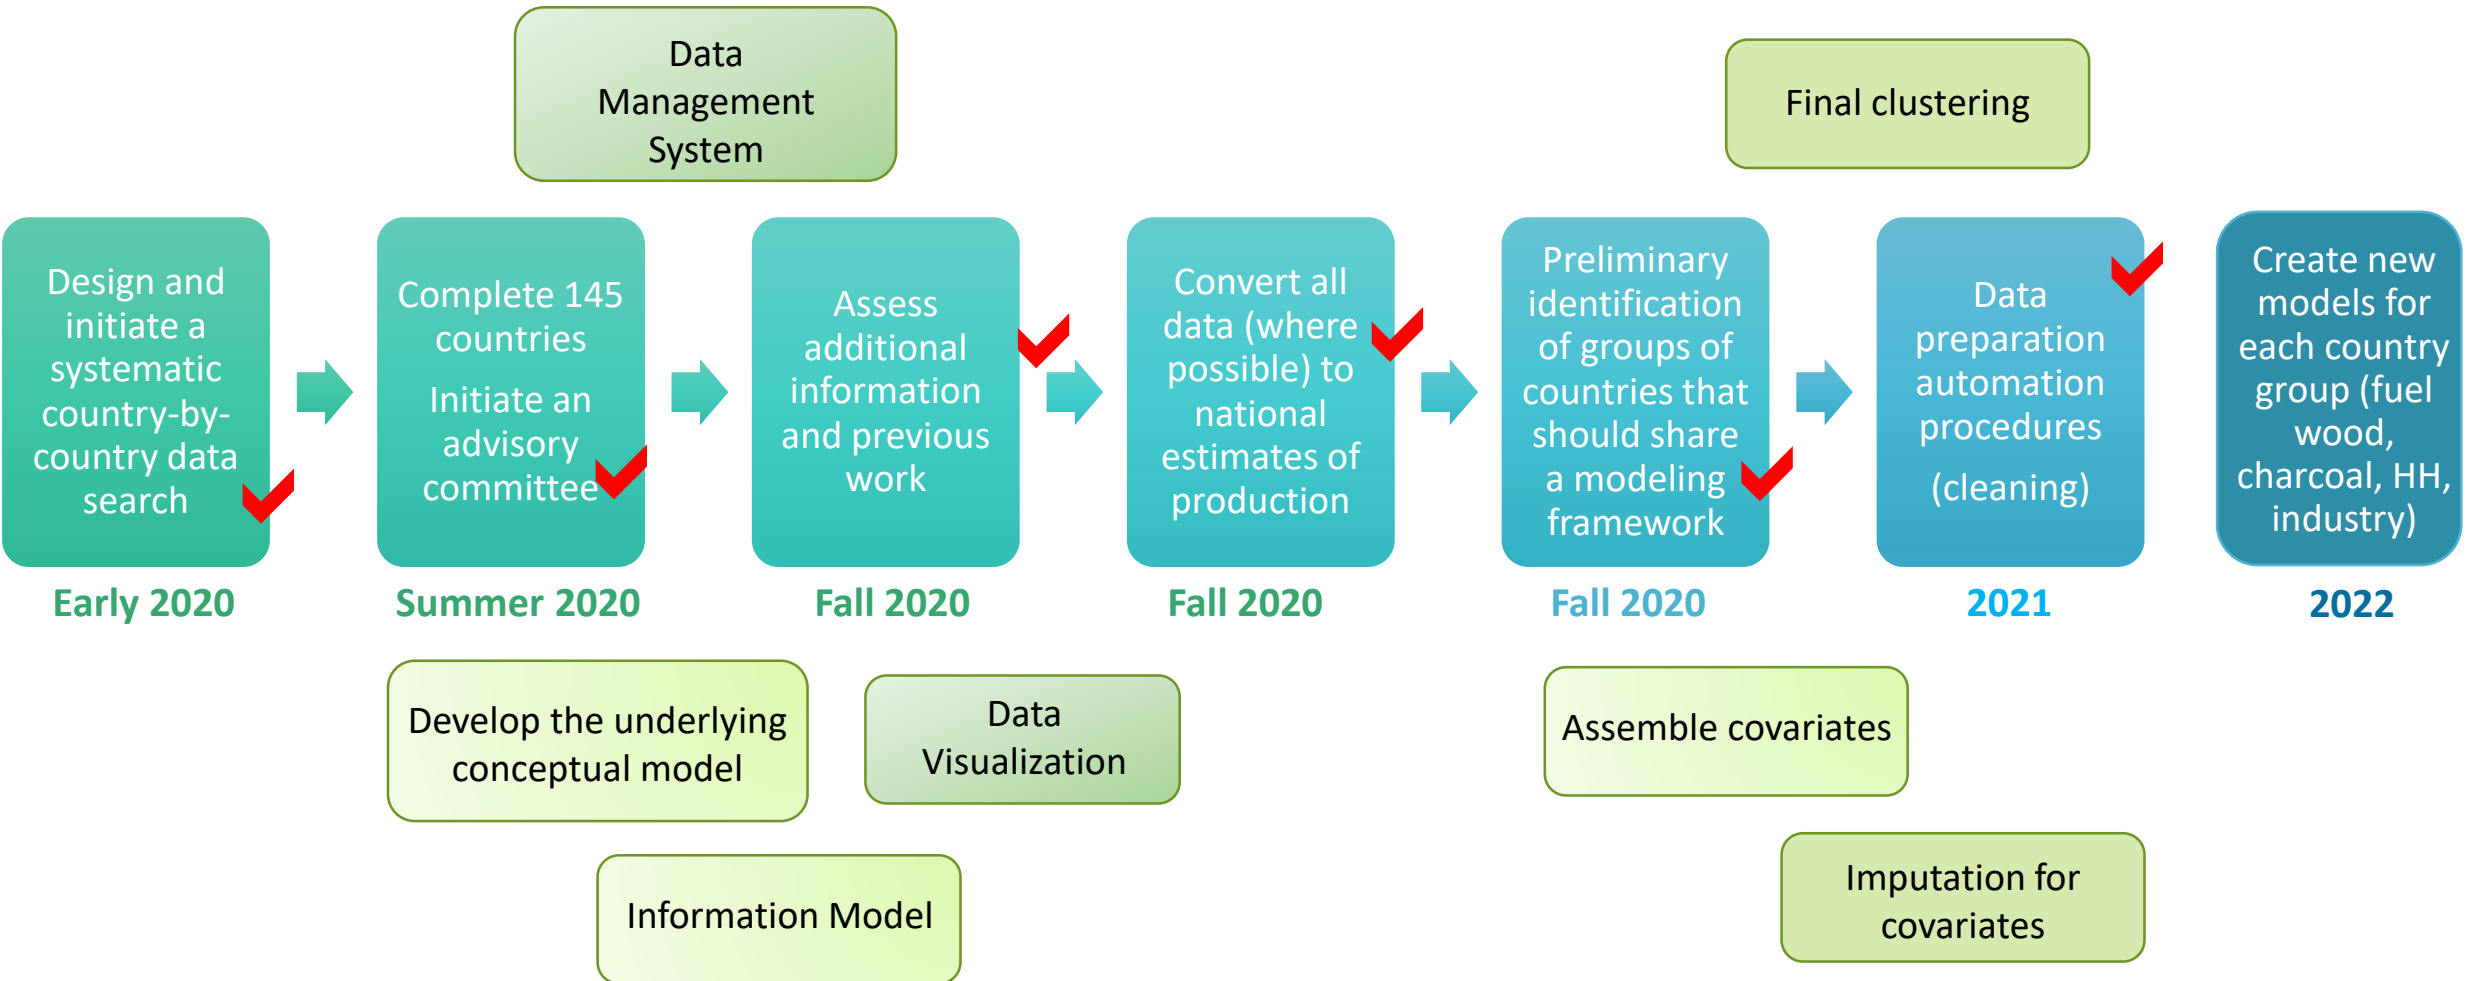 Data
Management
System
Final clustering
Design and
initiate a
systematic
country-by-
country data
search
Complete 145
countries
Initiate an
advisory
committee
Assess
additional
information
and previous
work
Convert all
data (where
possible) to
national
estimates of
production
Preliminary
identification
of groups of
countries that
should share
a modeling
framework
Data
preparation
automation
procedures
(cleaning)
Create new
models for
each country
group (fuel
wood,
charcoal, HH,
industry)
Early 2020
Summer 2020
Fall 2020
Fall 2020
Fall 2020
2021
2022
Develop the underlying
conceptual model
Data
Visualization
Assemble covariates
Information Model
Imputation for
covariates